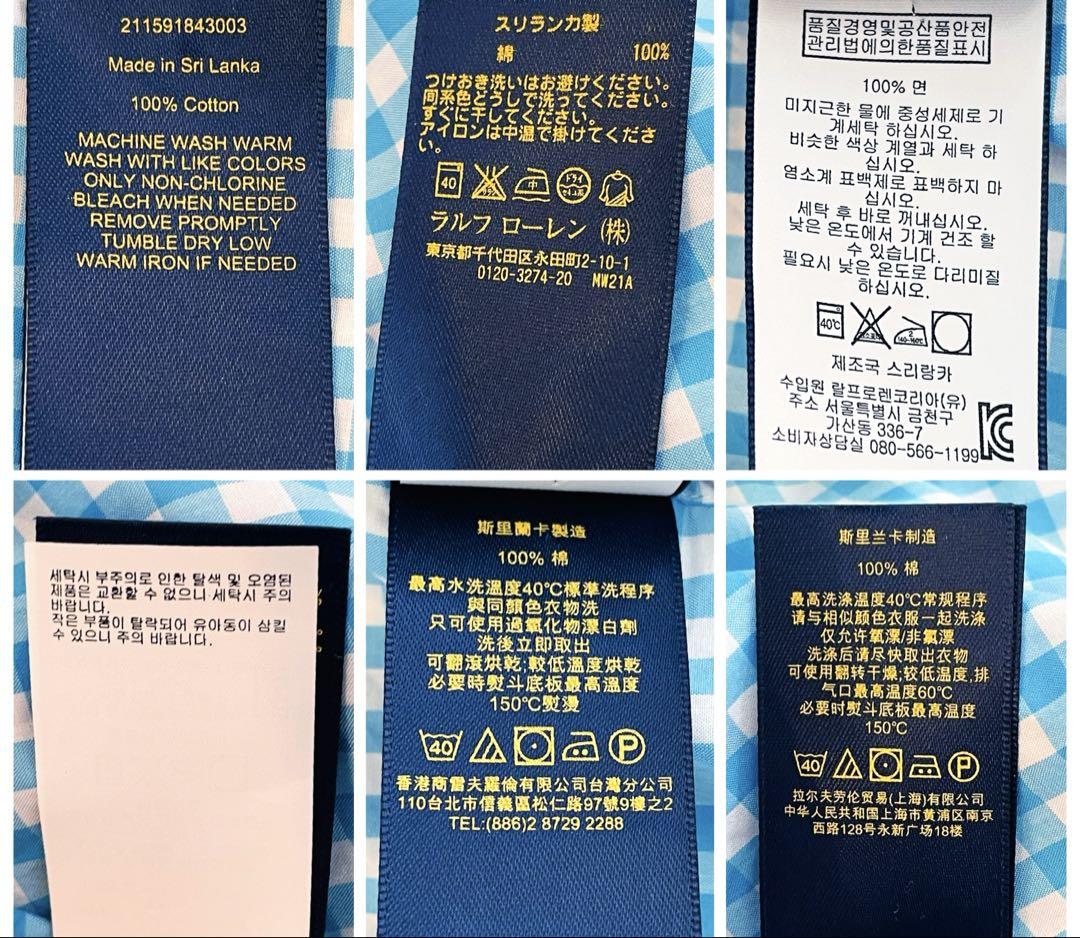 211591843003
Made in Sri Lanka
100% Cotton
MACHINE WASH WARM
WASH WITH LIKE COLORS
ONLY NON-CHLORINE
BLEACH WHEN NEEDED
REMOVE PROMPTLY
TUMBLE DRY LOW
WARM IRON IF NEEDED
スリランカ製
綿 100%
つけおき洗いはお避けください。
同系色どうしで洗ってください。
すぐに干してください。
アイロンは中温で掛けてくださ
い。
40 中 ドライ
ラルフ ローレン (株)
東京都千代田区永田町2-10-1
0120-3274-20 MW21A
품질경영및공산품안전
관리법에의한품질표시
100% 면
미지근한 물에 중성세제로 기
계세탁 하십시오.
비슷한 색상 계열과 세탁 하
십시오.
염소계 표백제로 표백하지 마
십시오.
세탁 후 바로 꺼내십시오.
낮은 온도에서 기계 건조 할
수 있습니다.
필요시 낮은 온도로 다리미질
하십시오.
40℃
제조국 스리랑카
수입원 랄프로렌코리아(유)
주소 서울특별시 금천구
가산동 336-7
소비자상담실 080-566-1199
세탁시 부주의로 인한 탈색 및 오염된
제품은 교환할 수 없으니 세탁시 주의
바랍니다.
작은 부품이 탈락되어 유아동이 삼킬
수 있으니 주의 바랍니다.
斯里蘭卡製造
100% 棉
最高水洗溫度40℃標準洗程序
與同顏色衣物洗
只可使用過氧化物漂白劑
洗後立即取出
可翻滾烘乾;較低溫度烘乾
必要時熨斗底板最高溫度
150℃熨燙
40 P
香港商雷夫羅倫有限公司台灣分公司
110台北市信義區松仁路97號9樓之2
TEL:(886)2 8729 2288
斯里兰卡制造
100% 棉
最高洗涤温度40℃常规程序
请与相似颜色衣服一起洗涤
仅允许氧漂/非氯漂
洗涤后请尽快取出衣物
可使用翻转干燥;较低温度,排
气口最高温度60℃
必要时熨斗底板最高温度
150℃
40 P
拉尔夫劳伦贸易(上海)有限公司
中华人民共和国上海市黄浦区南京
西路128号永新广场18楼